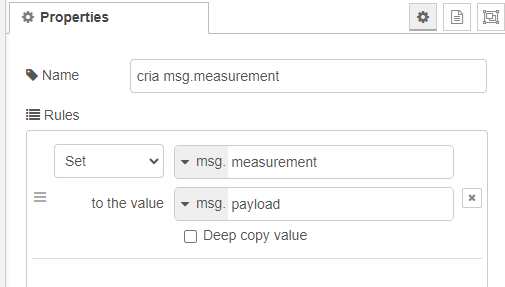 Properties
Name
cria msg.measurement
Rules
Set
msg. measurement
to the value
msg. payload
Deep copy value